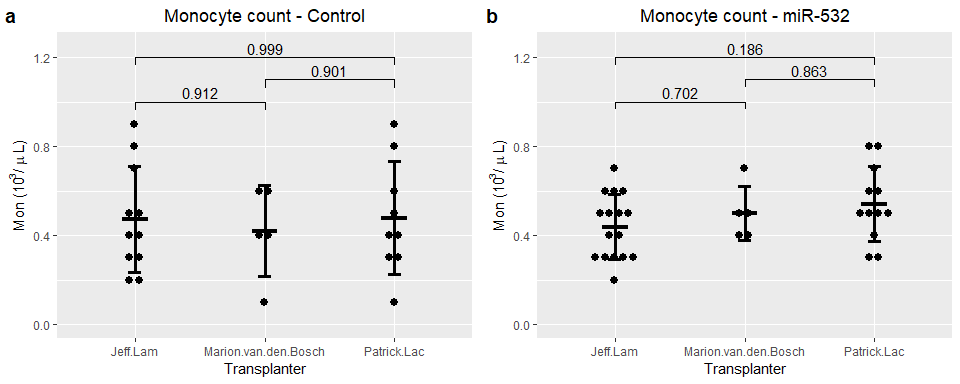 a
Monocyte count - Control
Mon (10³/ μ L)
1.2
0.8
0.4
0.0
0.999
0.901
0.912
Jeff.Lam
Marion.van.den.Bosch
Patrick.Lac
Transplanter
b
Monocyte count - miR-532
Mon (10³/ μ L)
1.2
0.8
0.4
0.0
0.186
0.863
0.702
Jeff.Lam
Marion.van.den.Bosch
Patrick.Lac
Transplanter